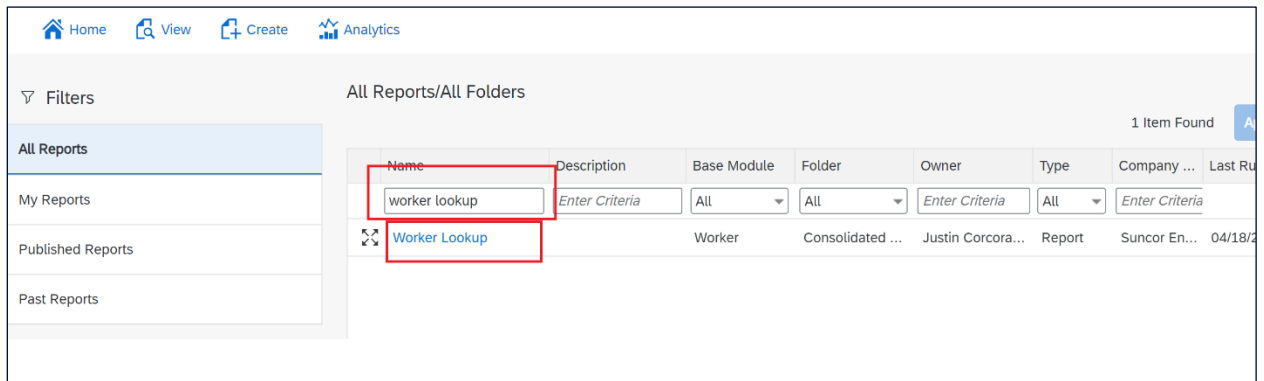 Home View Create Analytics
Filters
All Reports/All Folders
1 Item Found
All Reports
Name Description Base Module Folder Owner Type Company ... Last Ru
My Reports
worker lookup Enter Criteria All All Enter Criteria All Enter Criteria
Worker Lookup Worker Consolidated ... Justin Corcora... Report Suncor En... 04/18/2
Published Reports
Past Reports